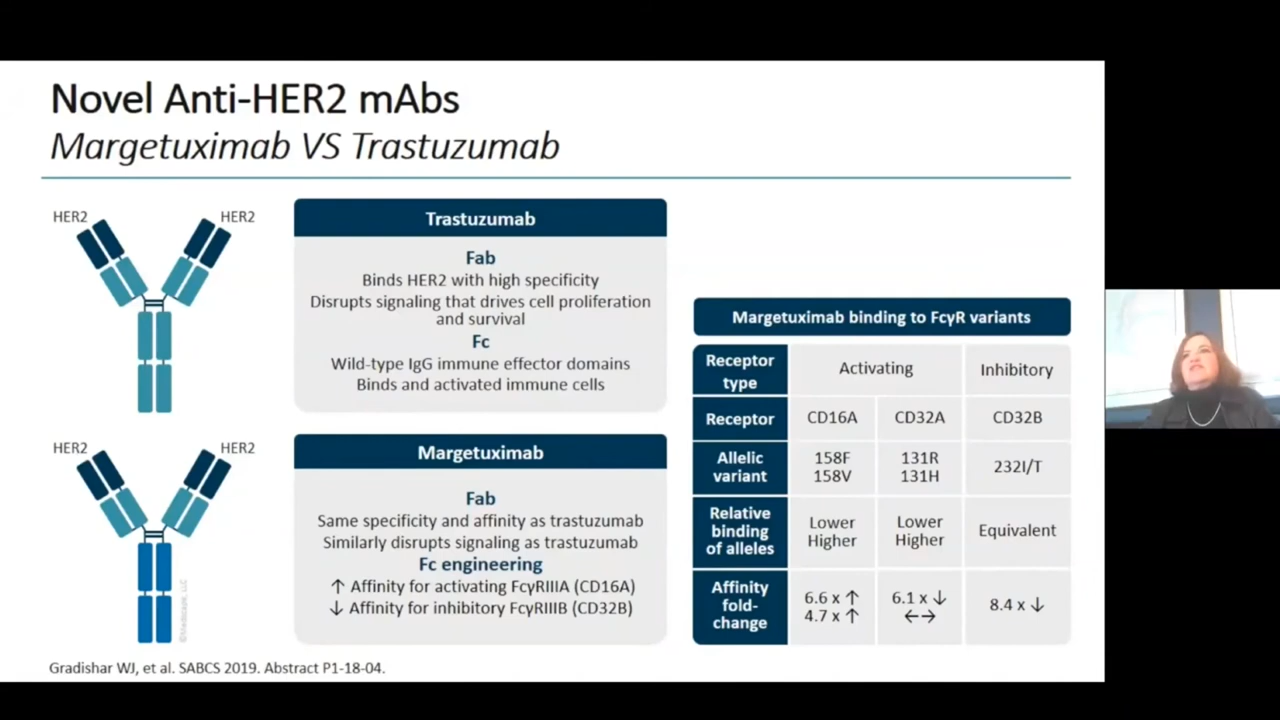 Novel Anti-HER2 mAbs
Margetuximab VS Trastuzumab
HER2
HER2
Trastuzumab
Fab
Binds HER2 with high specificity
Disrupts signaling that drives cell proliferation
and survival
Fc
Wild-type IgG immune effector domains
Binds and activated immune cells
HER2
HER2
©Medscape, LLC
Margetuximab
Fab
Same specificity and affinity as trastuzumab
Similarly disrupts signaling as trastuzumab
Fc engineering
↑ Affinity for activating FcγRIIIA (CD16A)
↓ Affinity for inhibitory FcγRIIIB (CD32B)
Margetuximab binding to FcγR variants
Receptor type Activating Inhibitory
Receptor CD16A CD32A CD32B
Allelic variant 158F 158V 131R 131H 232I/T
Relative binding of alleles Lower Higher Lower Higher Equivalent
Affinity fold-change 6.6 x ↑ 4.7 x ↑ 6.1 x ↓ ←→ 8.4 x ↓
Gradishar WJ, et al. SABCS 2019. Abstract P1-18-04.